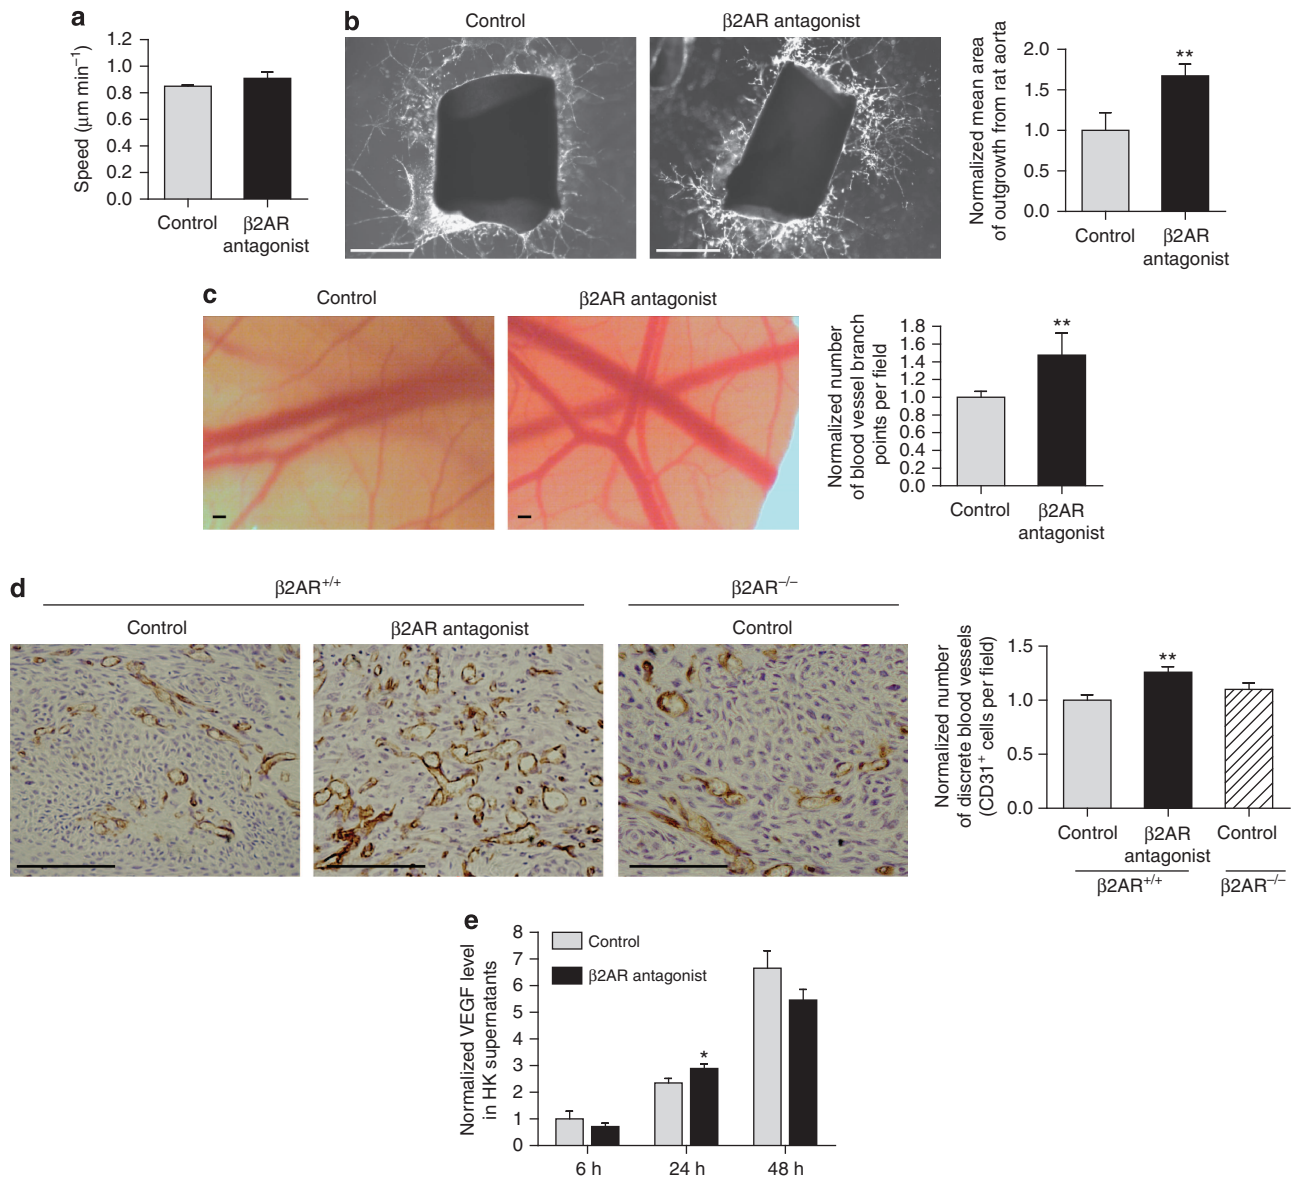 a
Speed (µm min⁻¹)
1.2
1.0
0.8
0.6
0.4
0.2
0.0
Control
β2AR
antagonist
b
Control
β2AR antagonist
Normalized mean area
of outgrowth from rat aorta
2.0
1.5
1.0
0.5
0.0
**
Control
β2AR
antagonist
c
Control
β2AR antagonist
Normalized number
of blood vessel branch
points per field
1.8
1.6
1.4
1.2
1.0
0.8
0.6
0.4
0.2
0.0
**
Control
β2AR
antagonist
d
β2AR⁺/⁺
β2AR⁻/⁻
Control
β2AR antagonist
Control
Normalized number
of discrete blood vessels
(CD31⁺ cells per field)
1.5
1.0
0.5
0.0
**
Control
β2AR
antagonist
Control
β2AR⁺/⁺
β2AR⁻/⁻
e
Normalized VEGF level
in HK supernatants
8
7
6
5
4
3
2
1
0
Control
β2AR antagonist
*
6 h
24 h
48 h